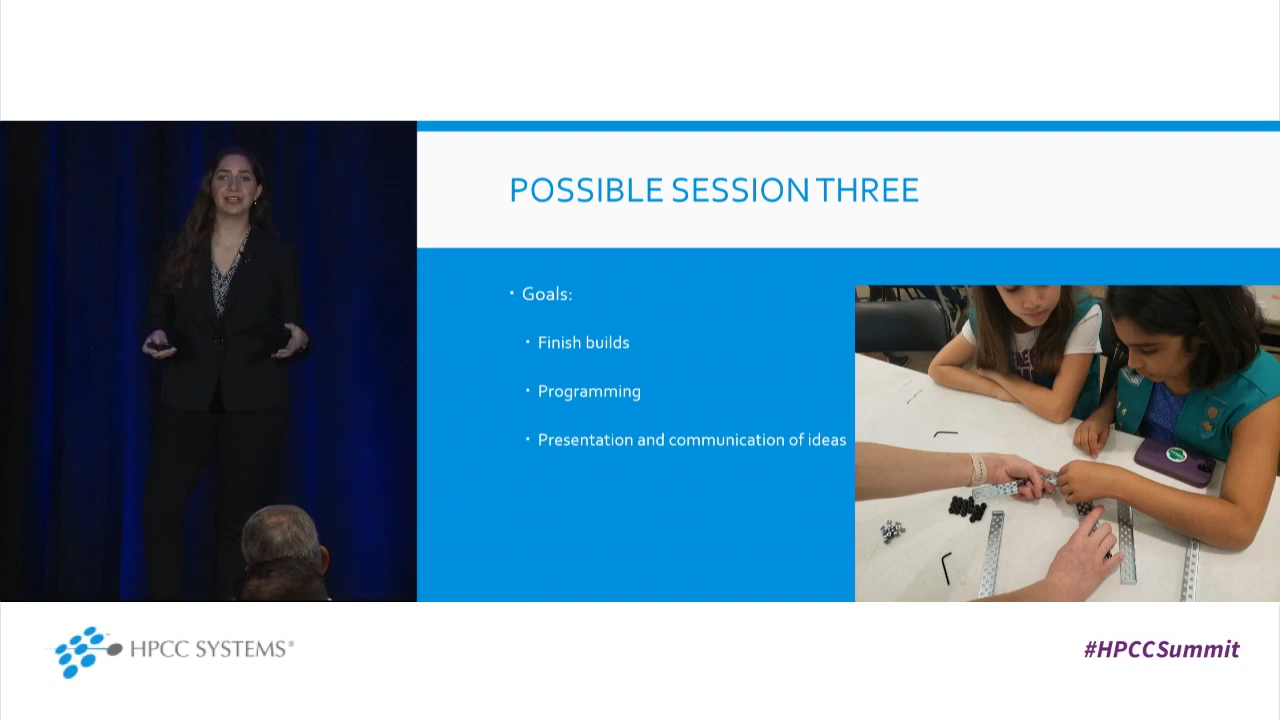 POSSIBLE SESSION THREE
• Goals:
• Finish builds
• Programming
• Presentation and communication of ideas
HPCC SYSTEMS®
#HPCCSummit